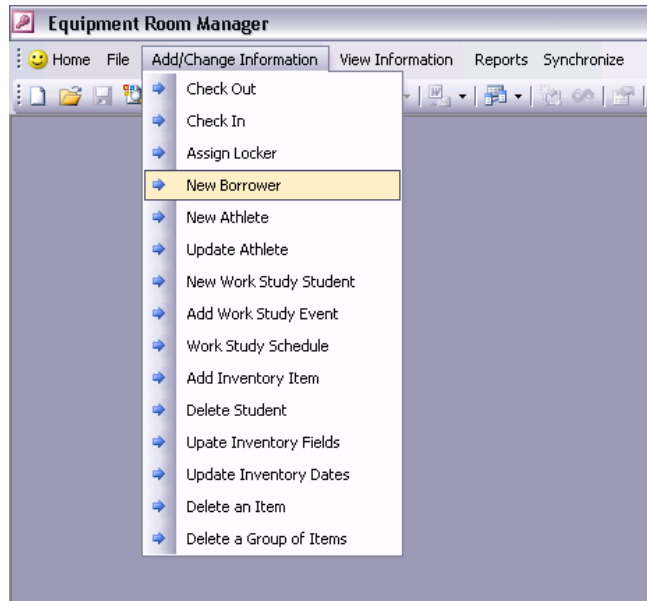 Equipment Room Manager
Home File Add/Change Information View Information Reports Synchronize
Check Out
Check In
Assign Locker
New Borrower
New Athlete
Update Athlete
New Work Study Student
Add Work Study Event
Work Study Schedule
Add Inventory Item
Delete Student
Upate Inventory Fields
Update Inventory Dates
Delete an Item
Delete a Group of Items